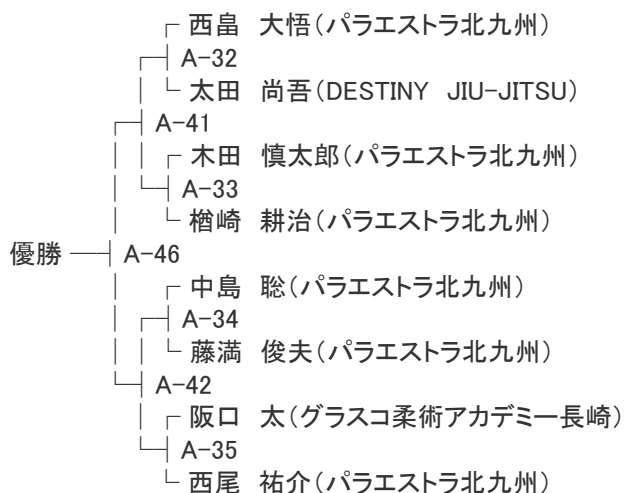 西畠 大悟(パラエストラ北九州)
A-32
太田 尚吾(DESTINY JIU-JITSU)
A-41
木田 慎太郎(パラエストラ北九州)
A-33
楢崎 耕治(パラエストラ北九州)
優勝 A-46
中島 聡(パラエストラ北九州)
A-34
藤満 俊夫(パラエストラ北九州)
A-42
阪口 太(グラスコ柔術アカデミー長崎)
A-35
西尾 祐介(パラエストラ北九州)